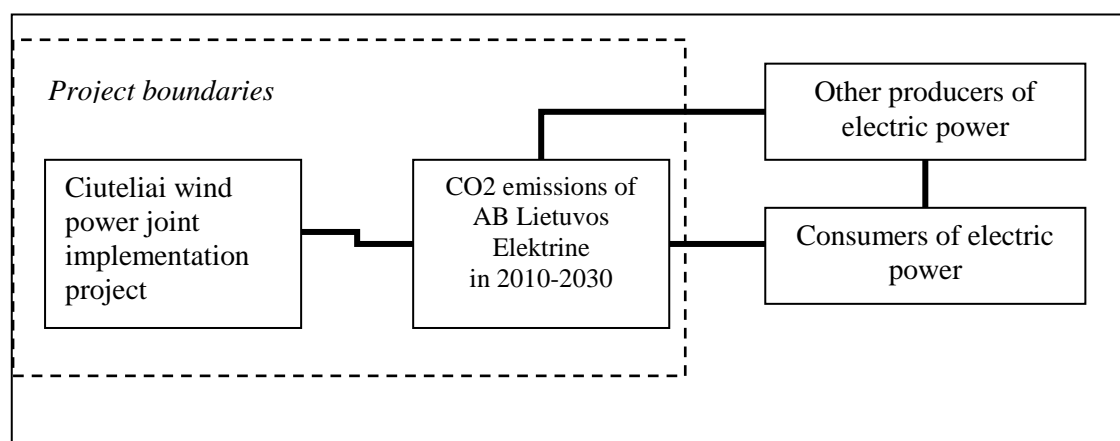 Project boundaries
Ciuteliai wind
power joint
implementation
project
CO2 emissions of
AB Lietuvos
Elektrine
in 2010-2030
Other producers of
electric power
Consumers of electric
power